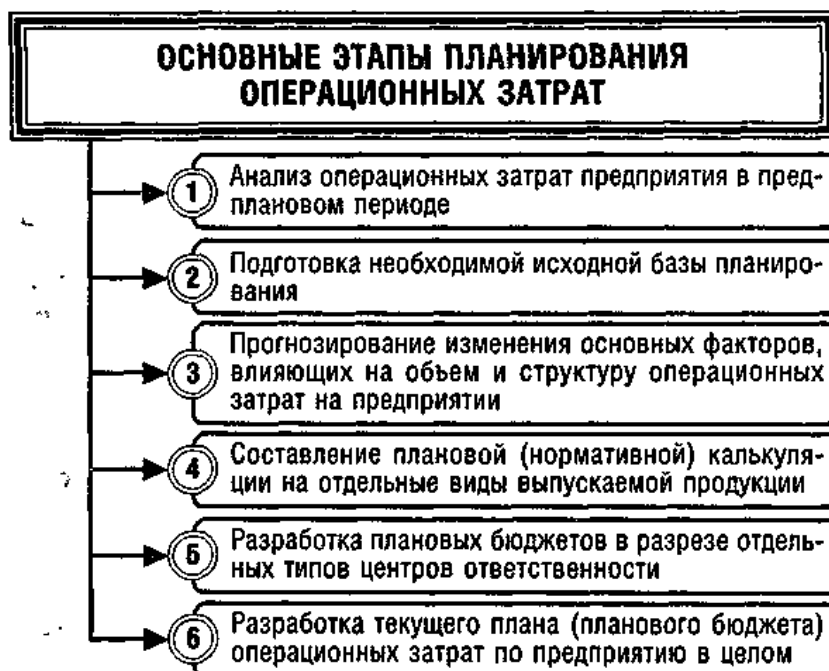 ОСНОВНЫЕ ЭТАПЫ ПЛАНИРОВАНИЯ
ОПЕРАЦИОННЫХ ЗАТРАТ
1 Анализ операционных затрат предприятия в пред-
плановом периоде
2 Подготовка необходимой исходной базы планиро-
вания
3 Прогнозирование изменения основных факторов,
влияющих на объем и структуру операционных
затрат на предприятии
4 Составление плановой (нормативной) калькуля-
ции на отдельные виды выпускаемой продукции
5 Разработка плановых бюджетов в разрезе отдель-
ных типов центров ответственности
6 Разработка текущего плана (планового бюджета)
операционных затрат по предприятию в целом